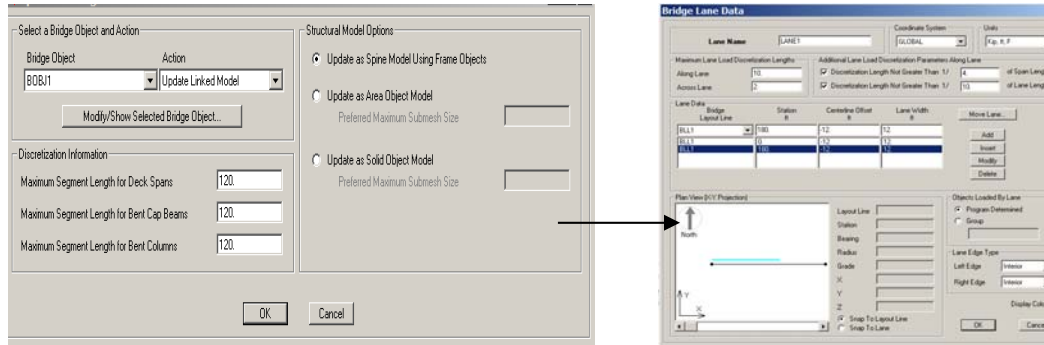 Select a Bridge Object and Action
Bridge Object
Action
BOBJ1
Update Linked Model
Modify/Show Selected Bridge Object...
Discretization Information
Maximum Segment Length for Deck Spans
120.
Maximum Segment Length for Bent Cap Beams
120.
Maximum Segment Length for Bent Columns
120.
Structural Model Options
Update as Spine Model Using Frame Objects
Update as Area Object Model
Preferred Maximum Submesh Size
Update as Solid Object Model
Preferred Maximum Submesh Size
OK
Cancel
Bridge Lane Data
Lane Name
LANE1
Coordinate System
GLOBAL
Units
Kip, ft, F
Maximum Lane Load Discretization Lengths
Along Lane
10.
Across Lane
2.
Additional Lane Load Discretization Parameters Along Lane
Discretization Length Not Greater Than 1/
4.
of Span Leng
Discretization Length Not Greater Than 1/
10.
of Lane Leng
Lane Data
Bridge
Layout Line
Station
ft
Centerline Offset
ft
Lane Width
ft
BLL1
180.
-12.
12.
BLL1
0.
-12.
12.
BLL1
180.
-12.
12.
Move Lane...
Add
Insert
Modify
Delete
Plan View (X-Y Projection)
North
Y
X
Layout Line
Station
Bearing
Radius
Grade
X
Y
Z
Snap To Layout Line
Snap To Lane
Objects Loaded By Lane
Program Determined
Group
Lane Edge Type
Left Edge
Interior
Right Edge
Interior
Display Colo
OK
Cance